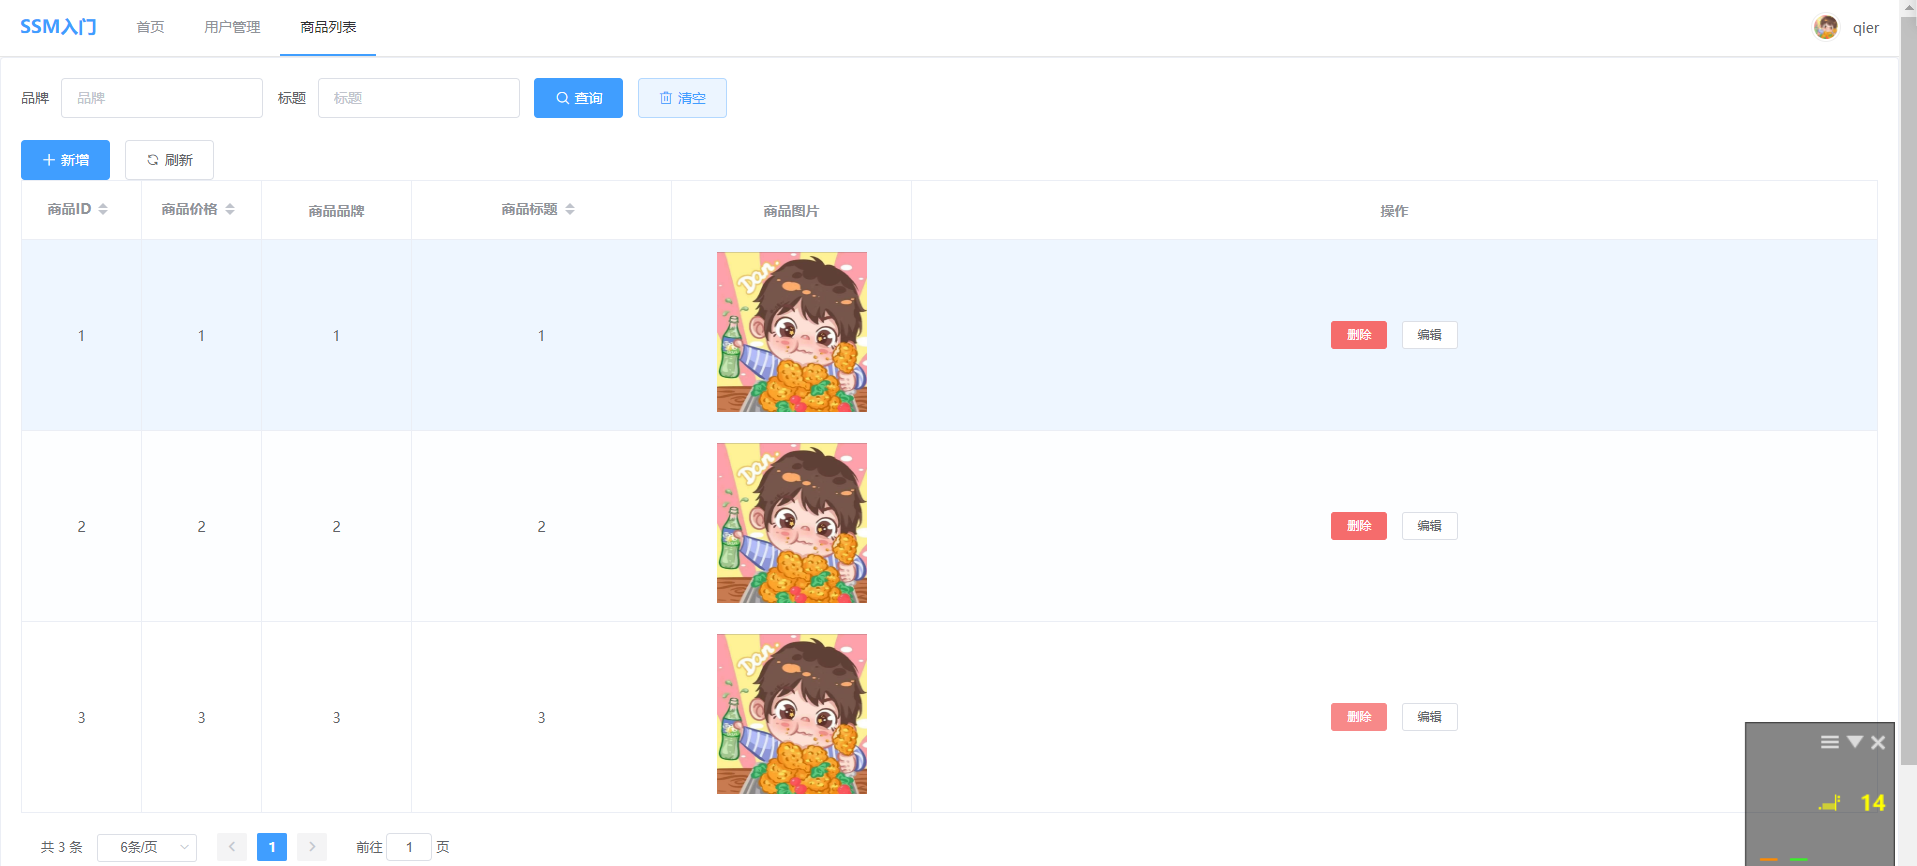 SSM入门 首页 用户管理 商品列表 qier
品牌 品牌 标题 标题 查询 清空
新增 刷新
商品ID 商品价格 商品品牌 商品标题 商品图片 操作
Dan
1 1 1 1 删除 编辑
Dan
2 2 2 2 删除 编辑
Dan
3 3 3 3 删除 编辑
14
共 3 条 6条/页 1 前往 1 页